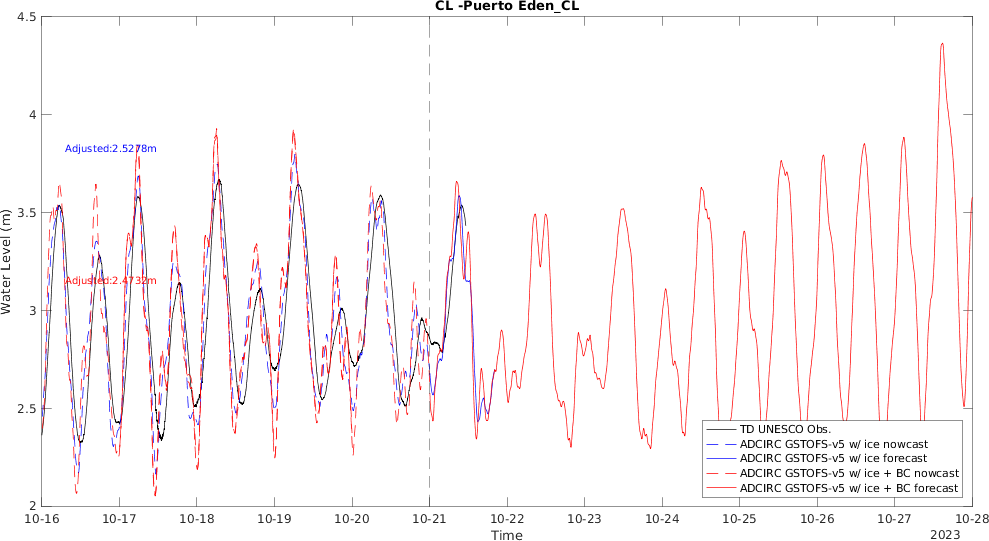 CL -Puerto Eden_CL
4.5
4
3.5
3
2.5
2
Water Level (m)
Adjusted:2.5278m
Adjusted:2.4732m
TD UNESCO Obs.
ADCIRC GSTOFS-v5 w/ ice nowcast
ADCIRC GSTOFS-v5 w/ ice forecast
ADCIRC GSTOFS-v5 w/ ice + BC nowcast
ADCIRC GSTOFS-v5 w/ ice + BC forecast
10-16 10-17 10-18 10-19 10-20 10-21 10-22 10-23 10-24 10-25 10-26 10-27 10-28
Time
2023